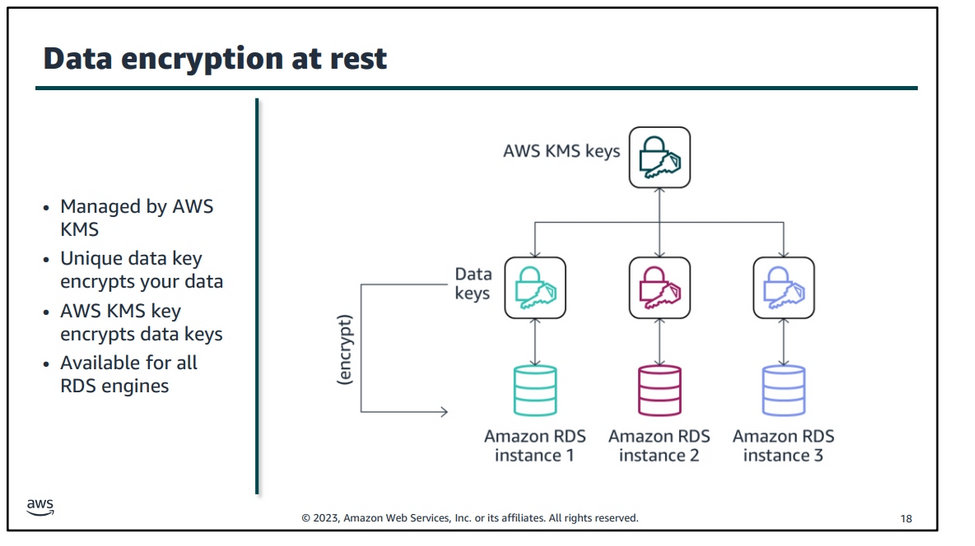 Data encryption at rest
• Managed by AWS
KMS
• Unique data key
encrypts your data
• AWS KMS key
encrypts data keys
• Available for all
RDS engines
AWS KMS keys
Data
keys
(encrypt)
Amazon RDS
instance 1
Amazon RDS
instance 2
Amazon RDS
instance 3
aws
© 2023, Amazon Web Services, Inc. or its affiliates. All rights reserved.
18